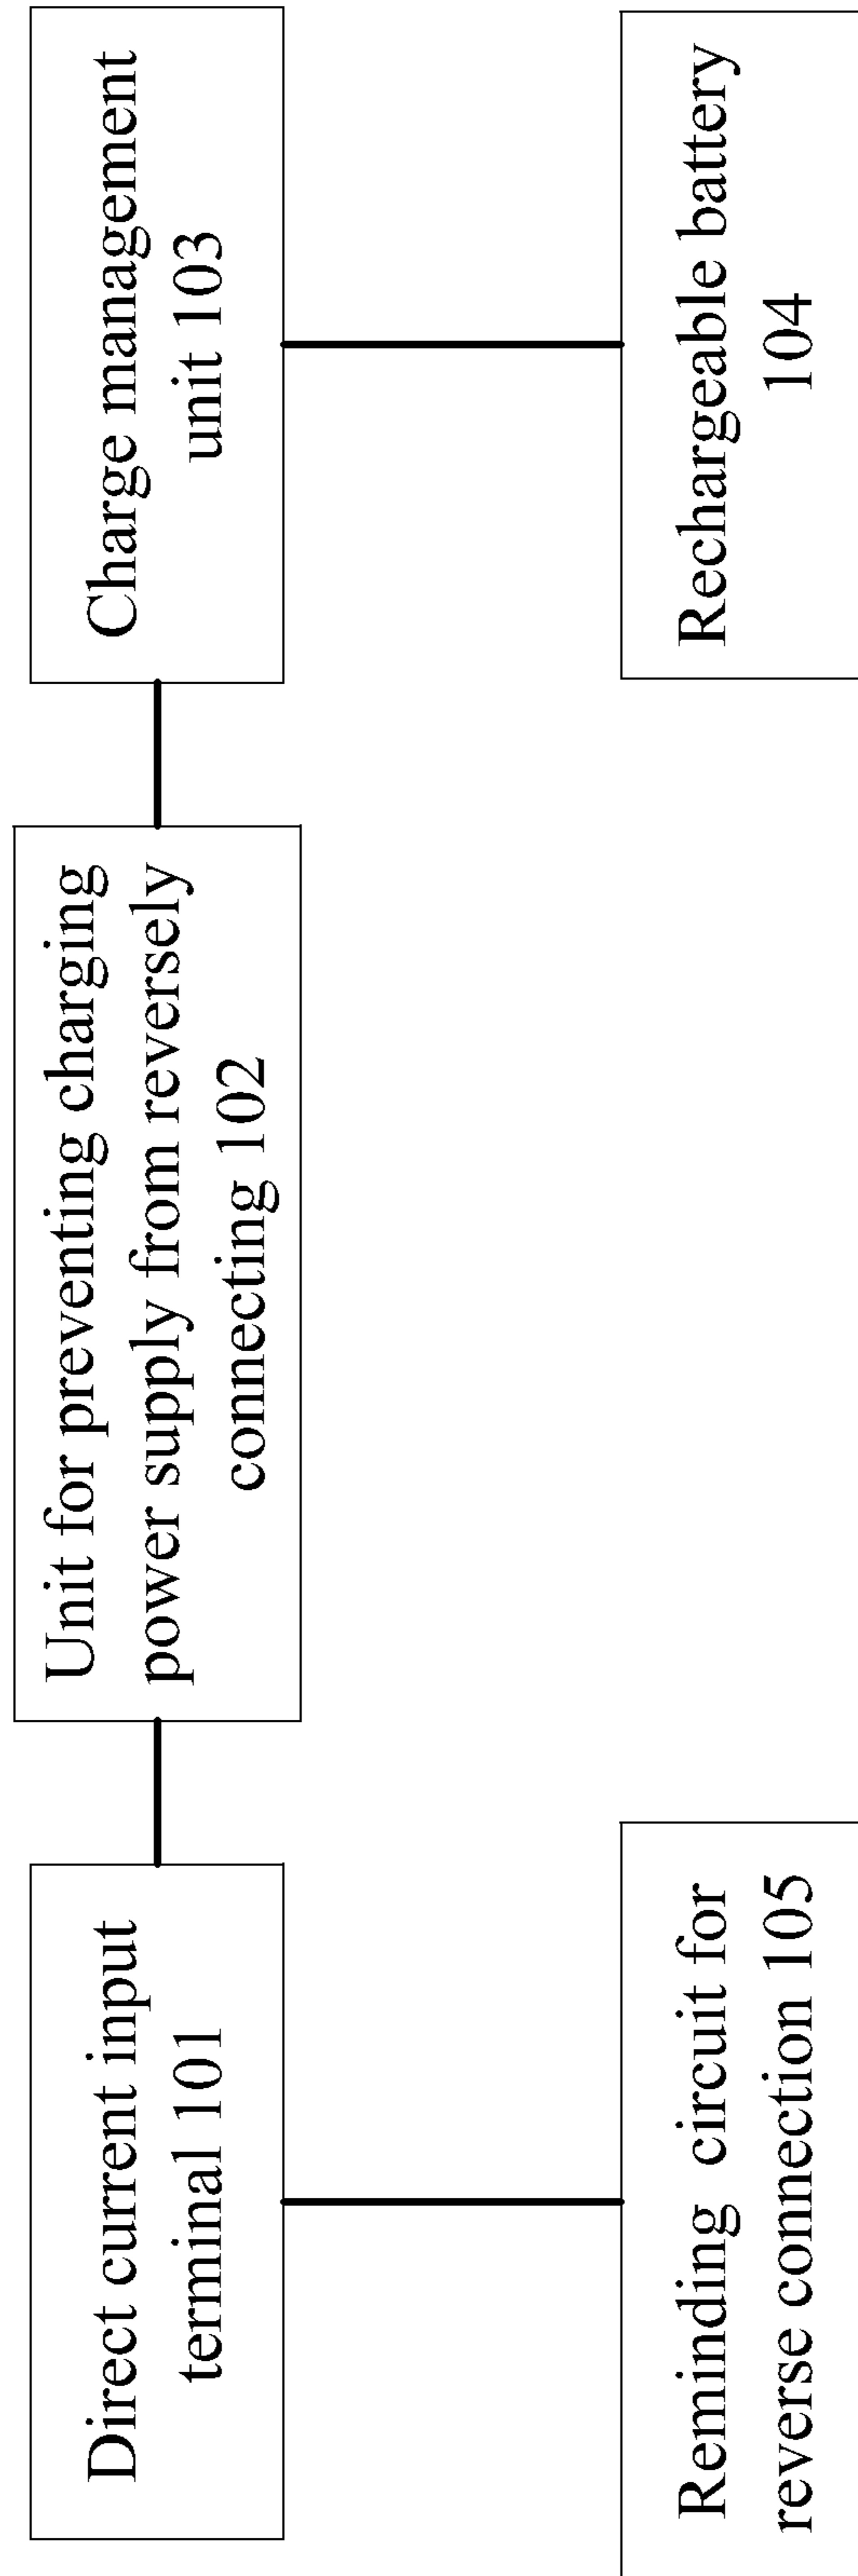 Direct current input
terminal 101
Unit for preventing charging
power supply from reversely
connecting 102
Charge management
unit 103
Reminding circuit for
reverse connection 105
Rechargeable battery
104